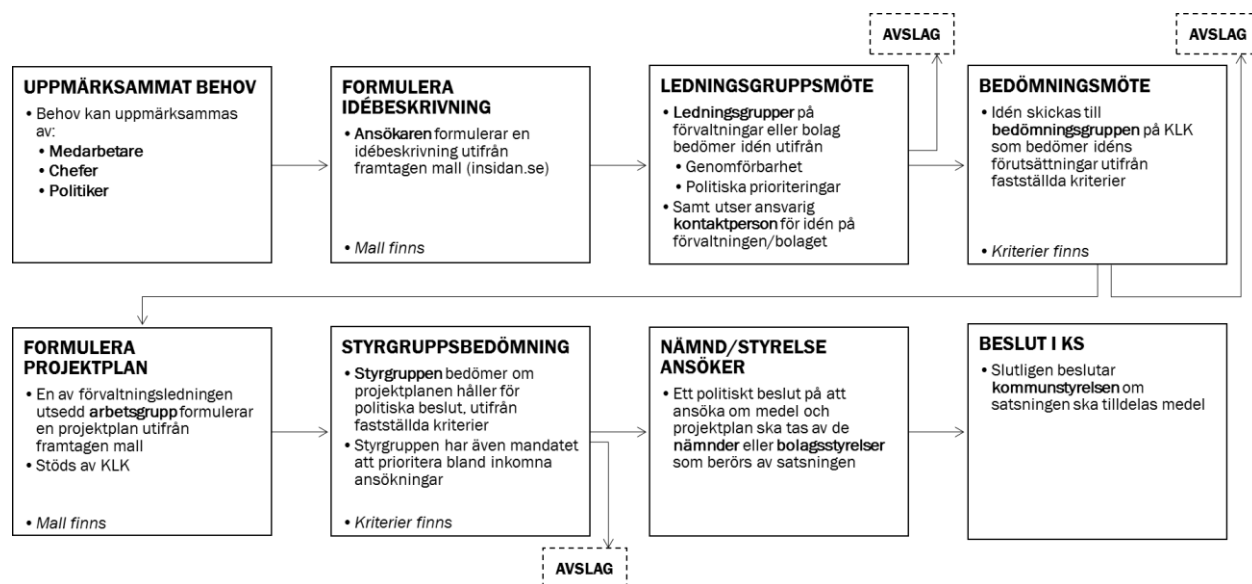 AVSLAG
AVSLAG
UPPMÄRKSAMMAT BEHOV
• Behov kan uppmärksammas
av:
• Medarbetare
• Chefer
• Politiker
FORMULERA
IDÉBESKRIVNING
• Ansökaren formulerar en
idébeskrivning utifrån
framtagen mall (insidan.se)
• Mall finns
LEDNINGSGRUPPSMÖTE
• Ledningsgrupper på
förvaltningar eller bolag
bedömer idén utifrån
• Genomförbarhet
• Politiska prioriteringar
• Samt utser ansvarig
kontaktperson för idén på
förvaltningen/bolaget
BEDÖMNINGSMÖTE
• Idén skickas till
bedömningsgruppen på KLK
som bedömer idéns
förutsättningar utifrån
fastställda kriterier
• Kriterier finns
FORMULERA
PROJEKTPLAN
• En av förvaltningsledningen
utsedd arbetsgrupp formulerar
en projektplan utifrån
framtagen mall
• Stöds av KLK
• Mall finns
STYRGRUPPSBEDÖMNING
• Styrgruppen bedömer om
projektplanen håller för
politiska beslut, utifrån
fastställda kriterier
• Styrgruppen har även mandatet
att prioritera bland inkomna
ansökningar
• Kriterier finns
NÄMND/STYRELSE
ANSÖKER
• Ett politiskt beslut på att
ansöka om medel och
projektplan ska tas av de
nämnder eller bolagsstyrelser
som berörs av satsningen
BESLUT I KS
• Slutligen beslutar
kommunstyrelsen om
satsningen ska tilldelas medel
AVSLAG